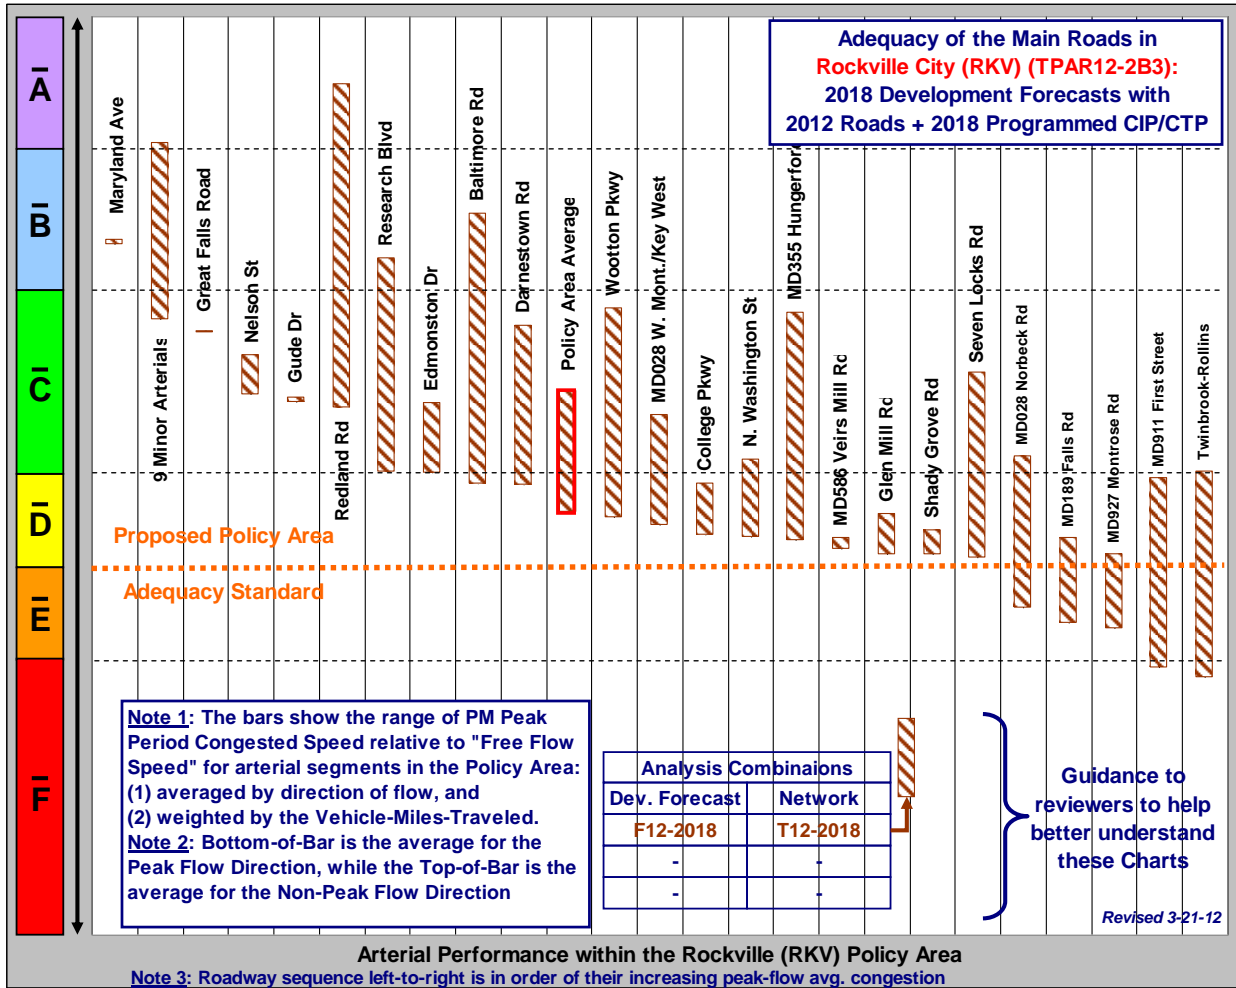 Adequacy of the Main Roads in
Rockville City (RKV) (TPAR12-2B3):
2018 Development Forecasts with
2012 Roads + 2018 Programmed CIP/CTP
A
B
C
D
E
F
Maryland Ave
9 Minor Arterials
Great Falls Road
Nelson St
Gude Dr
Redland Rd
Research Blvd
Edmonston Dr
Baltimore Rd
Darnestown Rd
Policy Area Average
Wootton Pkwy
MD028 W. Mont./Key West
College Pkwy
N. Washington St
MD355 Hungerford
MD586 Veirs Mill Rd
Glen Mill Rd
Shady Grove Rd
Seven Locks Rd
MD028 Norbeck Rd
MD189 Falls Rd
MD927 Montrose Rd
MD911 First Street
Twinbrook-Rollins
Proposed Policy Area
Adequacy Standard
Note 1: The bars show the range of PM Peak
Period Congested Speed relative to "Free Flow
Speed" for arterial segments in the Policy Area:
(1) averaged by direction of flow, and
(2) weighted by the Vehicle-Miles-Traveled.
Note 2: Bottom-of-Bar is the average for the
Peak Flow Direction, while the Top-of-Bar is the
average for the Non-Peak Flow Direction
Analysis Combinaions
Dev. Forecast Network
F12-2018 T12-2018
- -
- -
Guidance to
reviewers to help
better understand
these Charts
Revised 3-21-12
Arterial Performance within the Rockville (RKV) Policy Area
Note 3: Roadway sequence left-to-right is in order of their increasing peak-flow avg. congestion